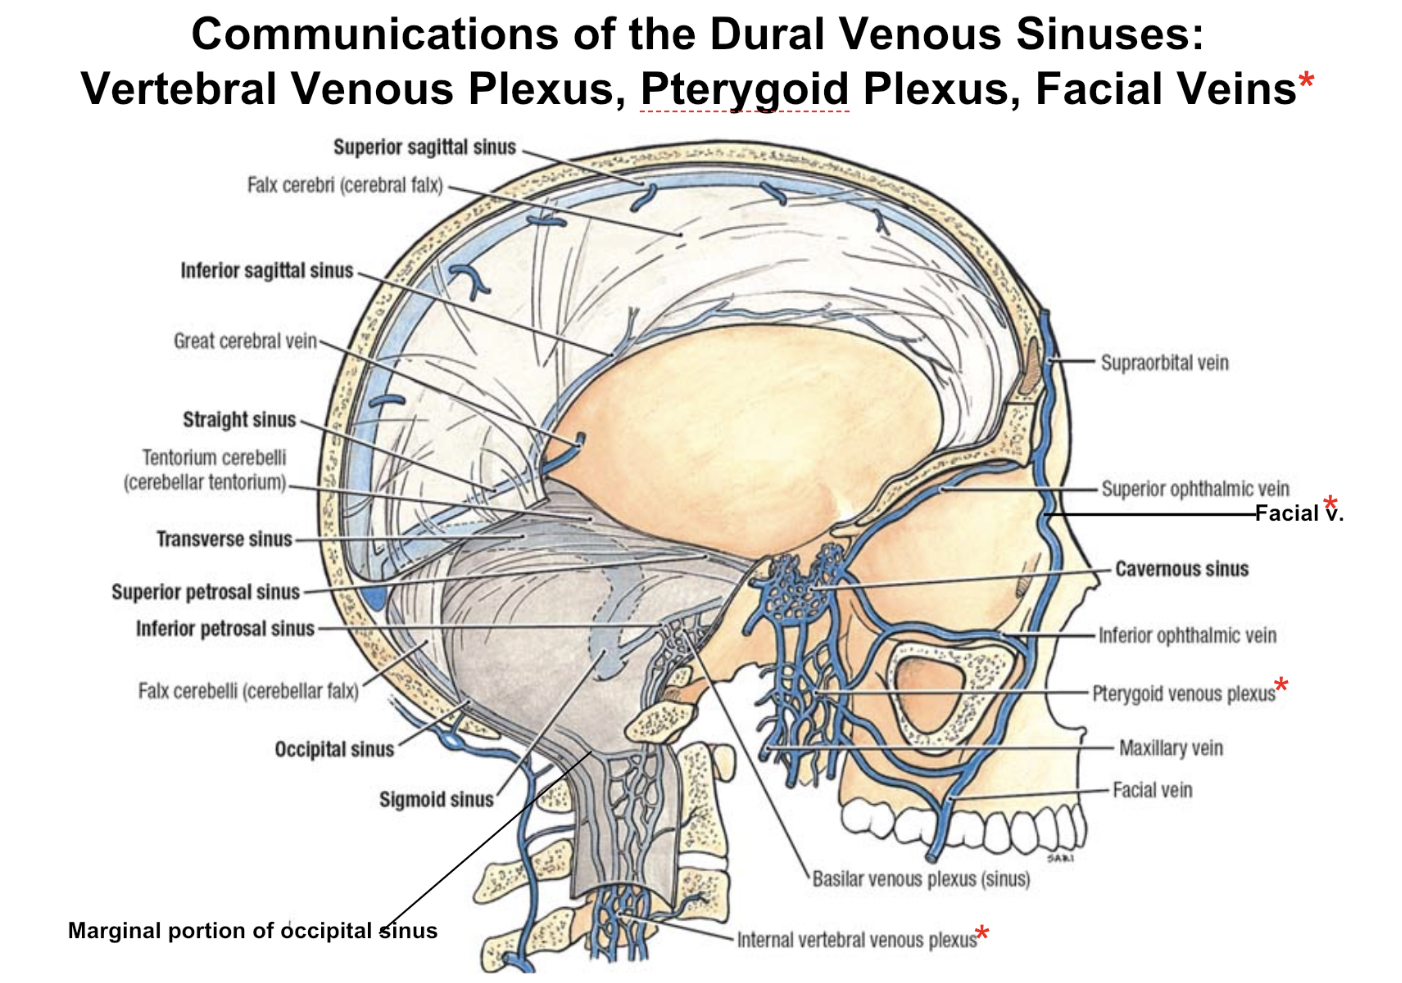 Communications of the Dural Venous Sinuses:
Vertebral Venous Plexus, Pterygoid Plexus, Facial Veins*
Superior sagittal sinus
Falx cerebri (cerebral falx)
Inferior sagittal sinus
Great cerebral vein
Straight sinus
Tentorium cerebelli
(cerebellar tentorium)
Transverse sinus
Superior petrosal sinus
Inferior petrosal sinus
Falx cerebelli (cerebellar falx)
Occipital sinus
Sigmoid sinus
Marginal portion of occipital sinus
Supraorbital vein
Superior ophthalmic vein
*
Facial v.
Cavernous sinus
Inferior ophthalmic vein
Pterygoid venous plexus*
Maxillary vein
Facial vein
SARI
Basilar venous plexus (sinus)
Internal vertebral venous plexus*